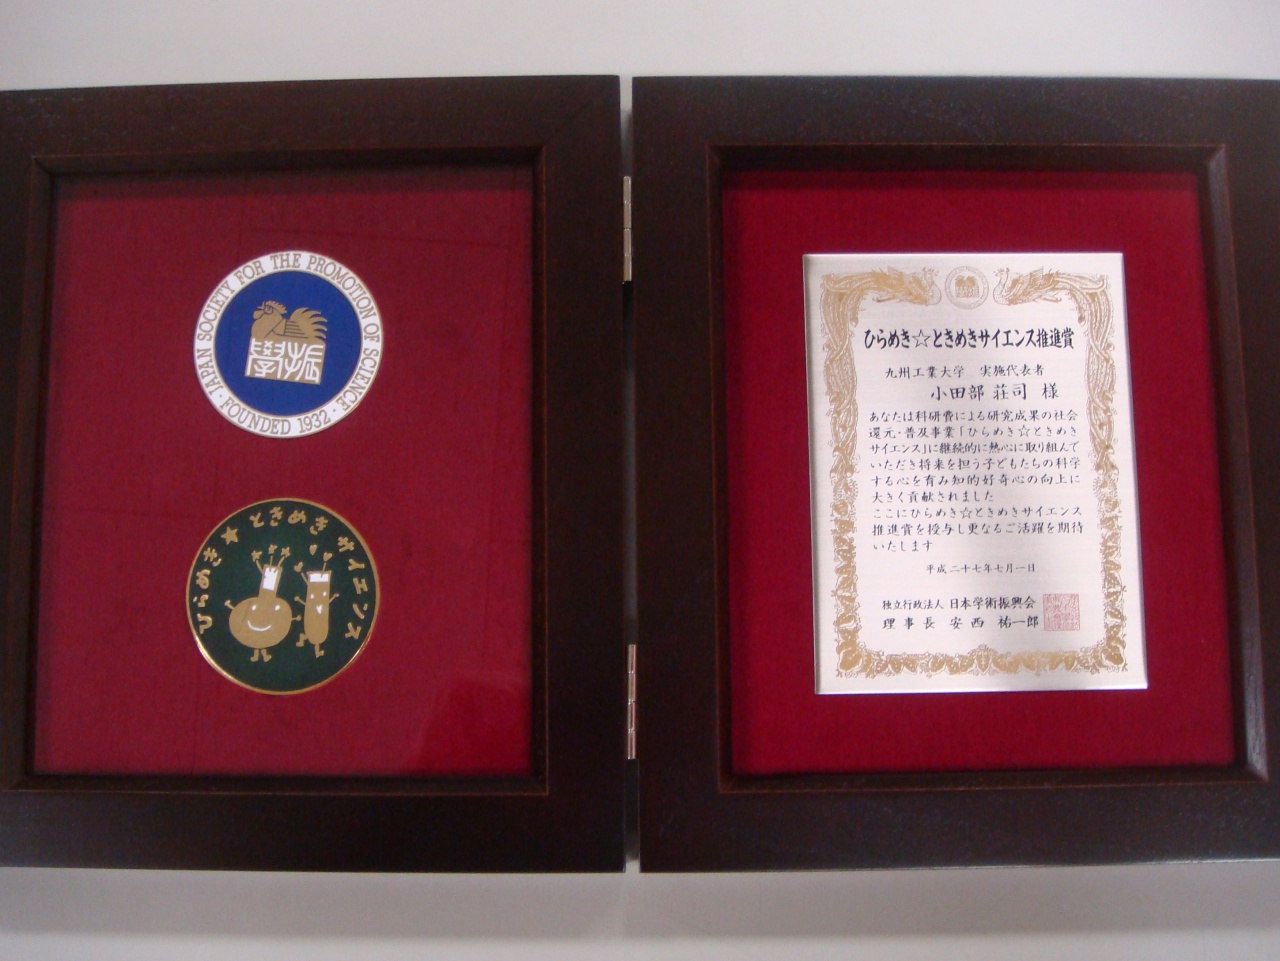 JAPAN SOCIETY FOR THE PROMOTION OF SCIENCE
・FOUNDED 1932・
學術振
ひらめき★ときめきサイエンス
ひらめき☆ときめきサイエンス推進賞
九州工業大学 実施代表者
小田部 荘司 様
あなたは科研費による研究成果の社会
還元・普及事業「ひらめき☆ときめき
サイエンス」に継続的に熱心に取り組んで
いただき将来を担う子どもたちの科学
する心を育み知的好奇心の向上に
大きく貢献されました
ここにひらめき☆ときめきサイエンス
推進賞を授与し更なるご活躍を期待
いたします
平成二十七年七月一日
独立行政法人 日本学術振興会
理事長 安西 祐一郎